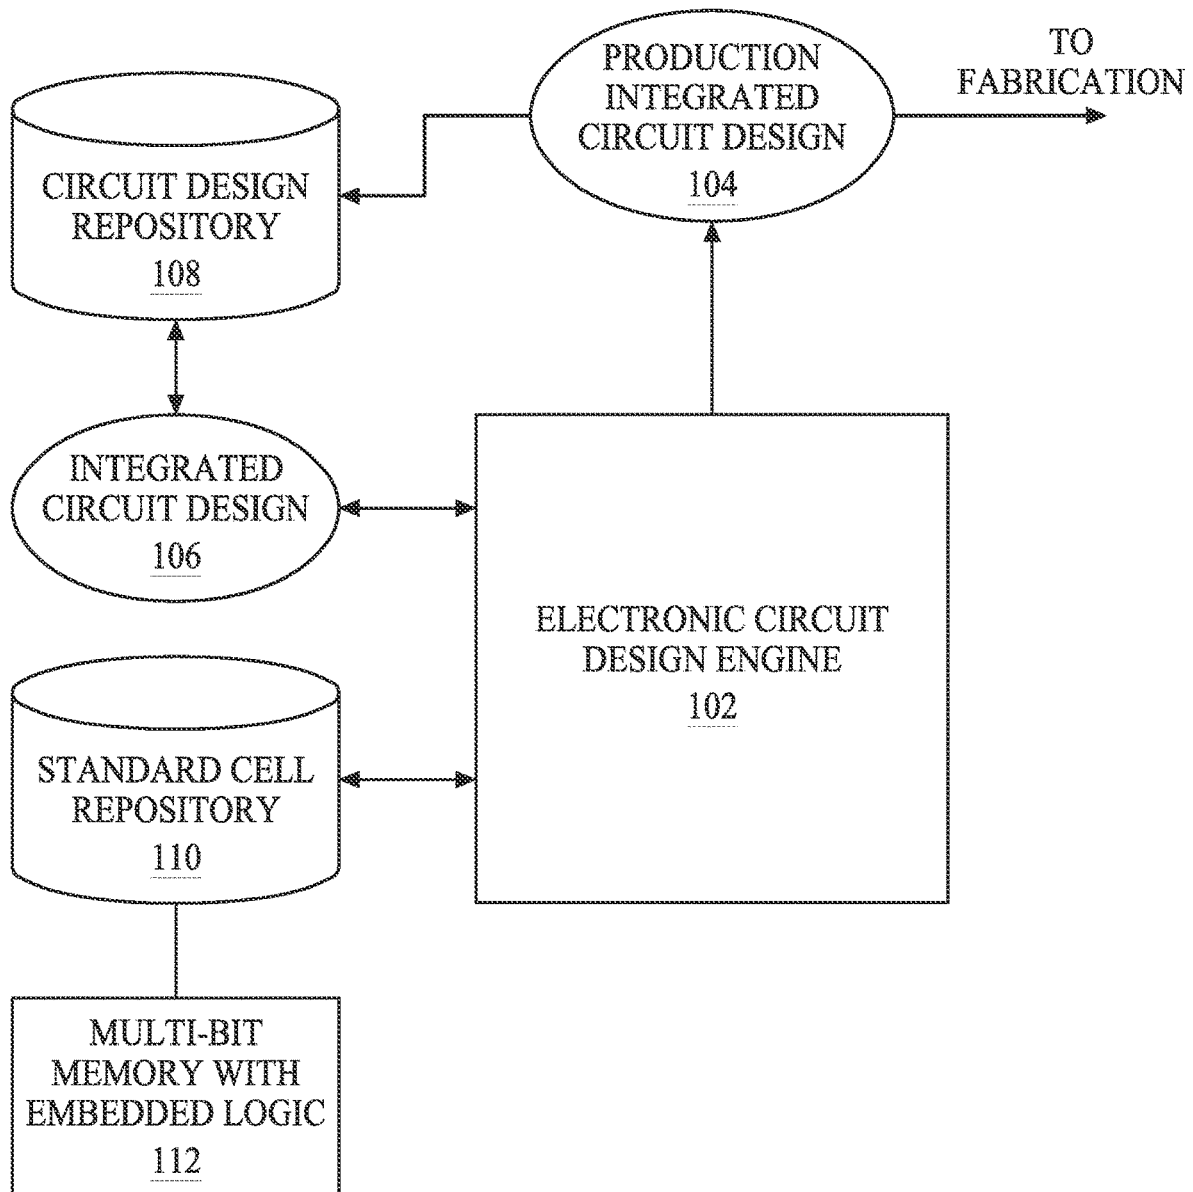 PRODUCTION
INTEGRATED
CIRCUIT DESIGN
104
TO
FABRICATION
CIRCUIT DESIGN
REPOSITORY
108
INTEGRATED
CIRCUIT DESIGN
106
ELECTRONIC CIRCUIT
DESIGN ENGINE
102
STANDARD CELL
REPOSITORY
110
MULTI-BIT
MEMORY WITH
EMBEDDED LOGIC
112